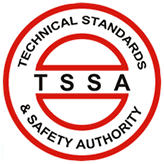 TECHNICAL STANDARDS
TSSA
& SAFETY AUTHORITY